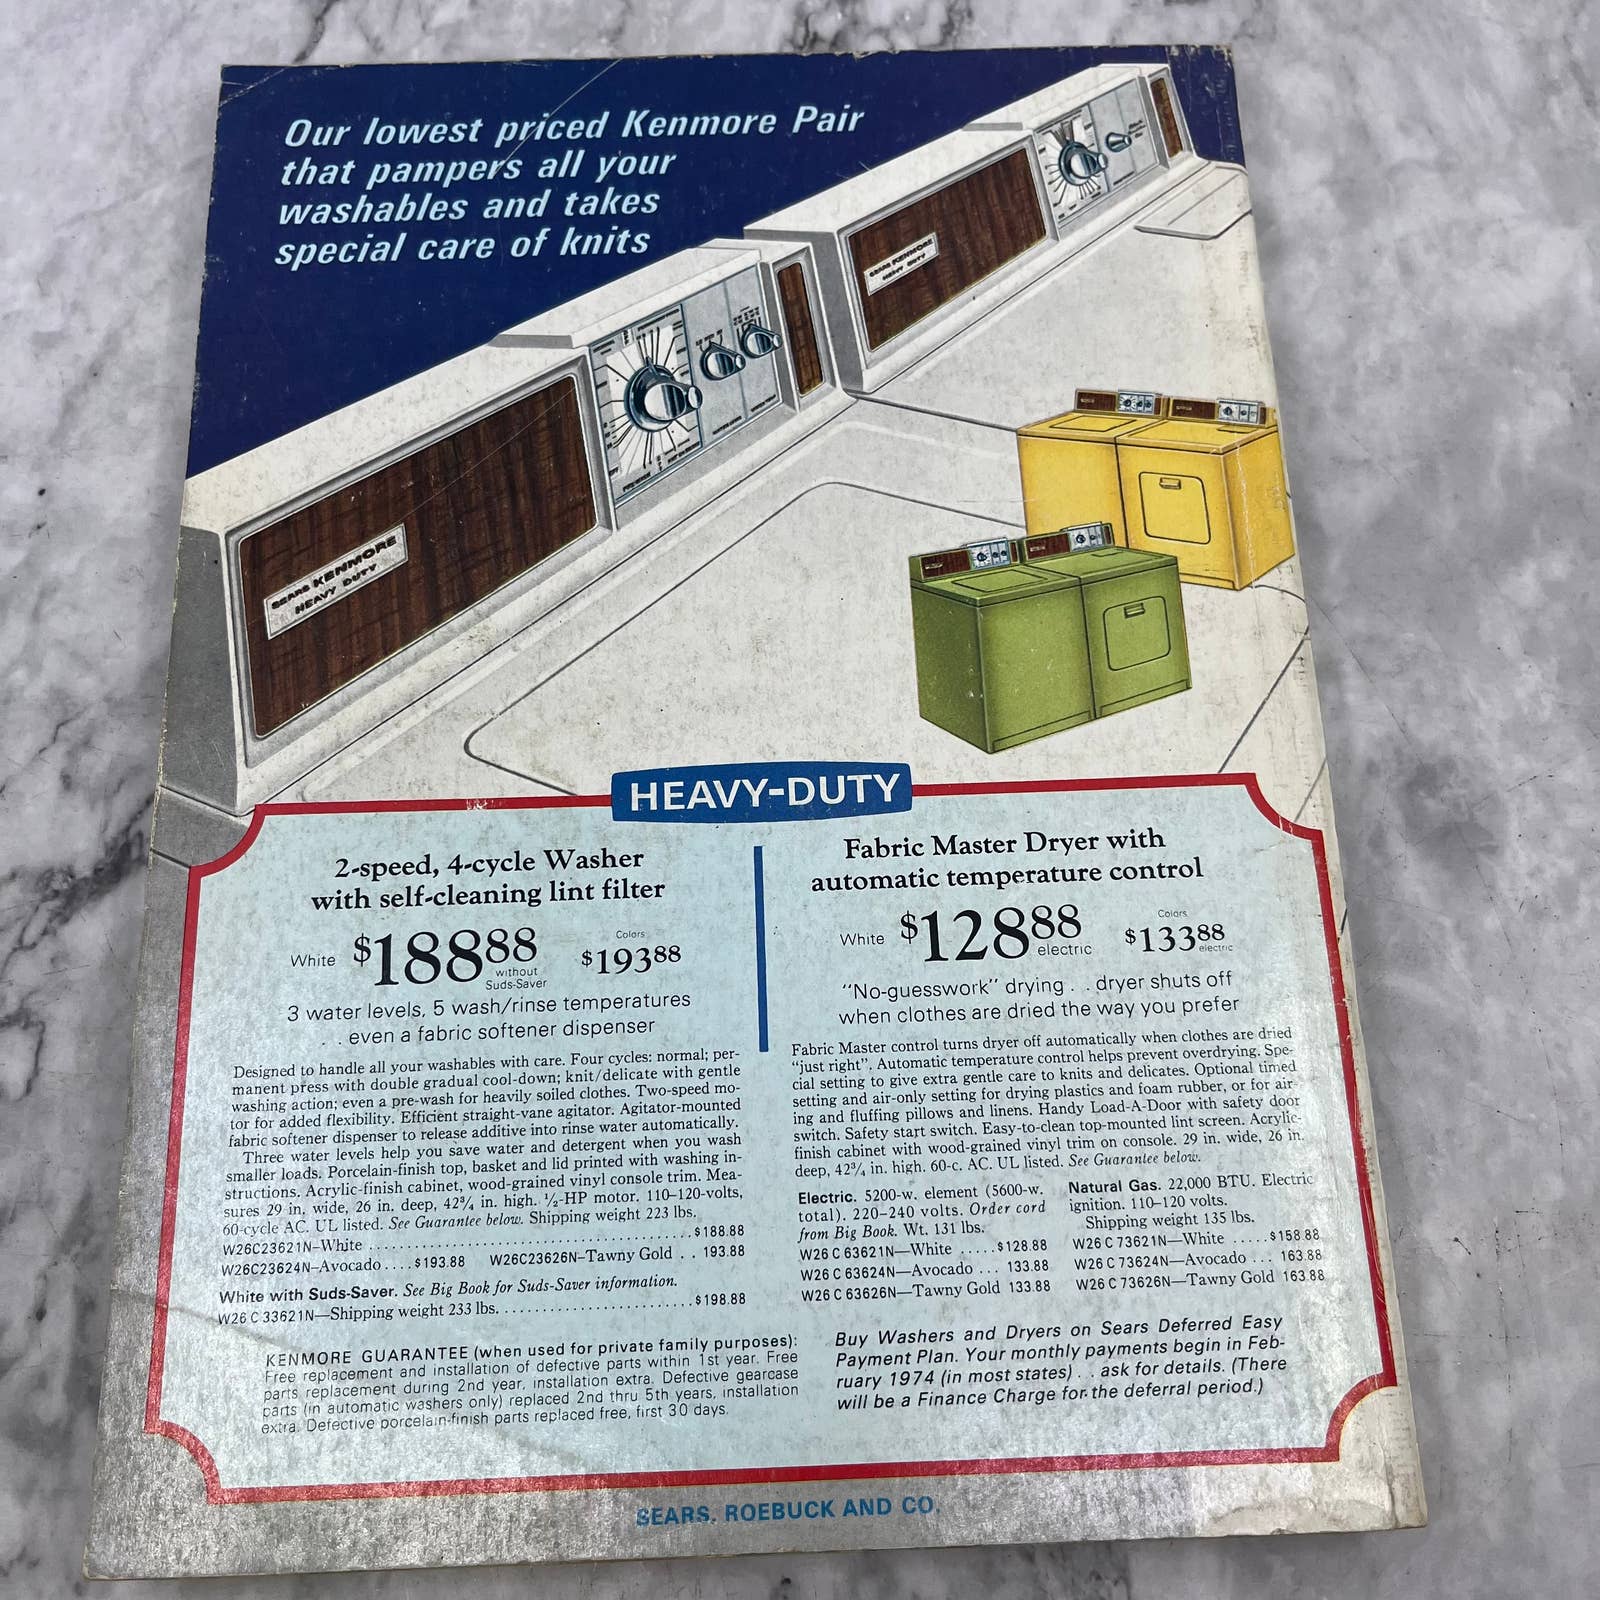 Our lowest priced Kenmore Pair
that pampers all your
washables and takes
special care of knits
SEARS KENMORE
HEAVY DUTY
SEARS KENMORE
HEAVY DUTY
HEAVY-DUTY
2-speed, 4-cycle Washer
with self-cleaning lint filter
White $188.88 without Suds-Saver
Colors $193.88
3 water levels, 5 wash/rinse temperatures
. . even a fabric softener dispenser
Designed to handle all your washables with care. Four cycles: normal; per-
manent press with double gradual cool-down; knit/delicate with gentle
washing action; even a pre-wash for heavily soiled clothes. Two-speed mo-
tor for added flexibility. Efficient straight-vane agitator. Agitator-mounted
fabric softener dispenser to release additive into rinse water automatically.
Three water levels help you save water and detergent when you wash
smaller loads. Porcelain-finish top, basket and lid printed with washing in-
structions. Acrylic-finish cabinet, wood-grained vinyl console trim. Mea-
sures 29 in. wide, 26 in. deep, 42¾ in. high. ½-HP motor. 110–120-volts,
60-cycle AC. UL listed. See Guarantee below. Shipping weight 223 lbs.
W26C23621N–White . . . . . . . . . . $188.88
W26C23624N–Avocado . . . . $193.88 W26C23626N–Tawny Gold . . 193.88
White with Suds-Saver. See Big Book for Suds-Saver information.
W26 C 33621N—Shipping weight 233 lbs. . . . . . . . . . . $198.88
Fabric Master Dryer with
automatic temperature control
White $128.88 electric
Colors $133.88 electric
"No-guesswork" drying . . dryer shuts off
when clothes are dried the way you prefer
Fabric Master control turns dryer off automatically when clothes are dried
"just right". Automatic temperature control helps prevent overdrying. Spe-
cial setting to give extra gentle care to knits and delicates. Optional timed
setting and air-only setting for drying plastics and foam rubber, or for air-
ing and fluffing pillows and linens. Handy Load-A-Door with safety door
switch. Safety start switch. Easy-to-clean top-mounted lint screen. Acrylic-
finish cabinet with wood-grained vinyl trim on console. 29 in. wide, 26 in.
deep, 42¾ in. high. 60-c. AC. UL listed. See Guarantee below.
Electric. 5200-w. element (5600-w.
total). 220–240 volts. Order cord
from Big Book. Wt. 131 lbs.
W26 C 63621N—White . . . . . $128.88
W26 C 63624N—Avocado . . . 133.88
W26 C 63626N—Tawny Gold 133.88
Natural Gas. 22,000 BTU. Electric
ignition. 110-120 volts.
Shipping weight 135 lbs.
W26 C 73621N—White . . . . . $158.88
W26 C 73624N—Avocado . . . 163.88
W26 C 73626N—Tawny Gold 163.88
KENMORE GUARANTEE (when used for private family purposes):
Free replacement and installation of defective parts within 1st year. Free
parts replacement during 2nd year, installation extra. Defective gearcase
parts (in automatic washers only) replaced 2nd thru 5th years, installation
extra. Defective porcelain-finish parts replaced free, first 30 days.
Buy Washers and Dryers on Sears Deferred Easy
Payment Plan. Your monthly payments begin in Feb-
ruary 1974 (in most states) . . ask for details. (There
will be a Finance Charge for the deferral period.)
SEARS, ROEBUCK AND CO.